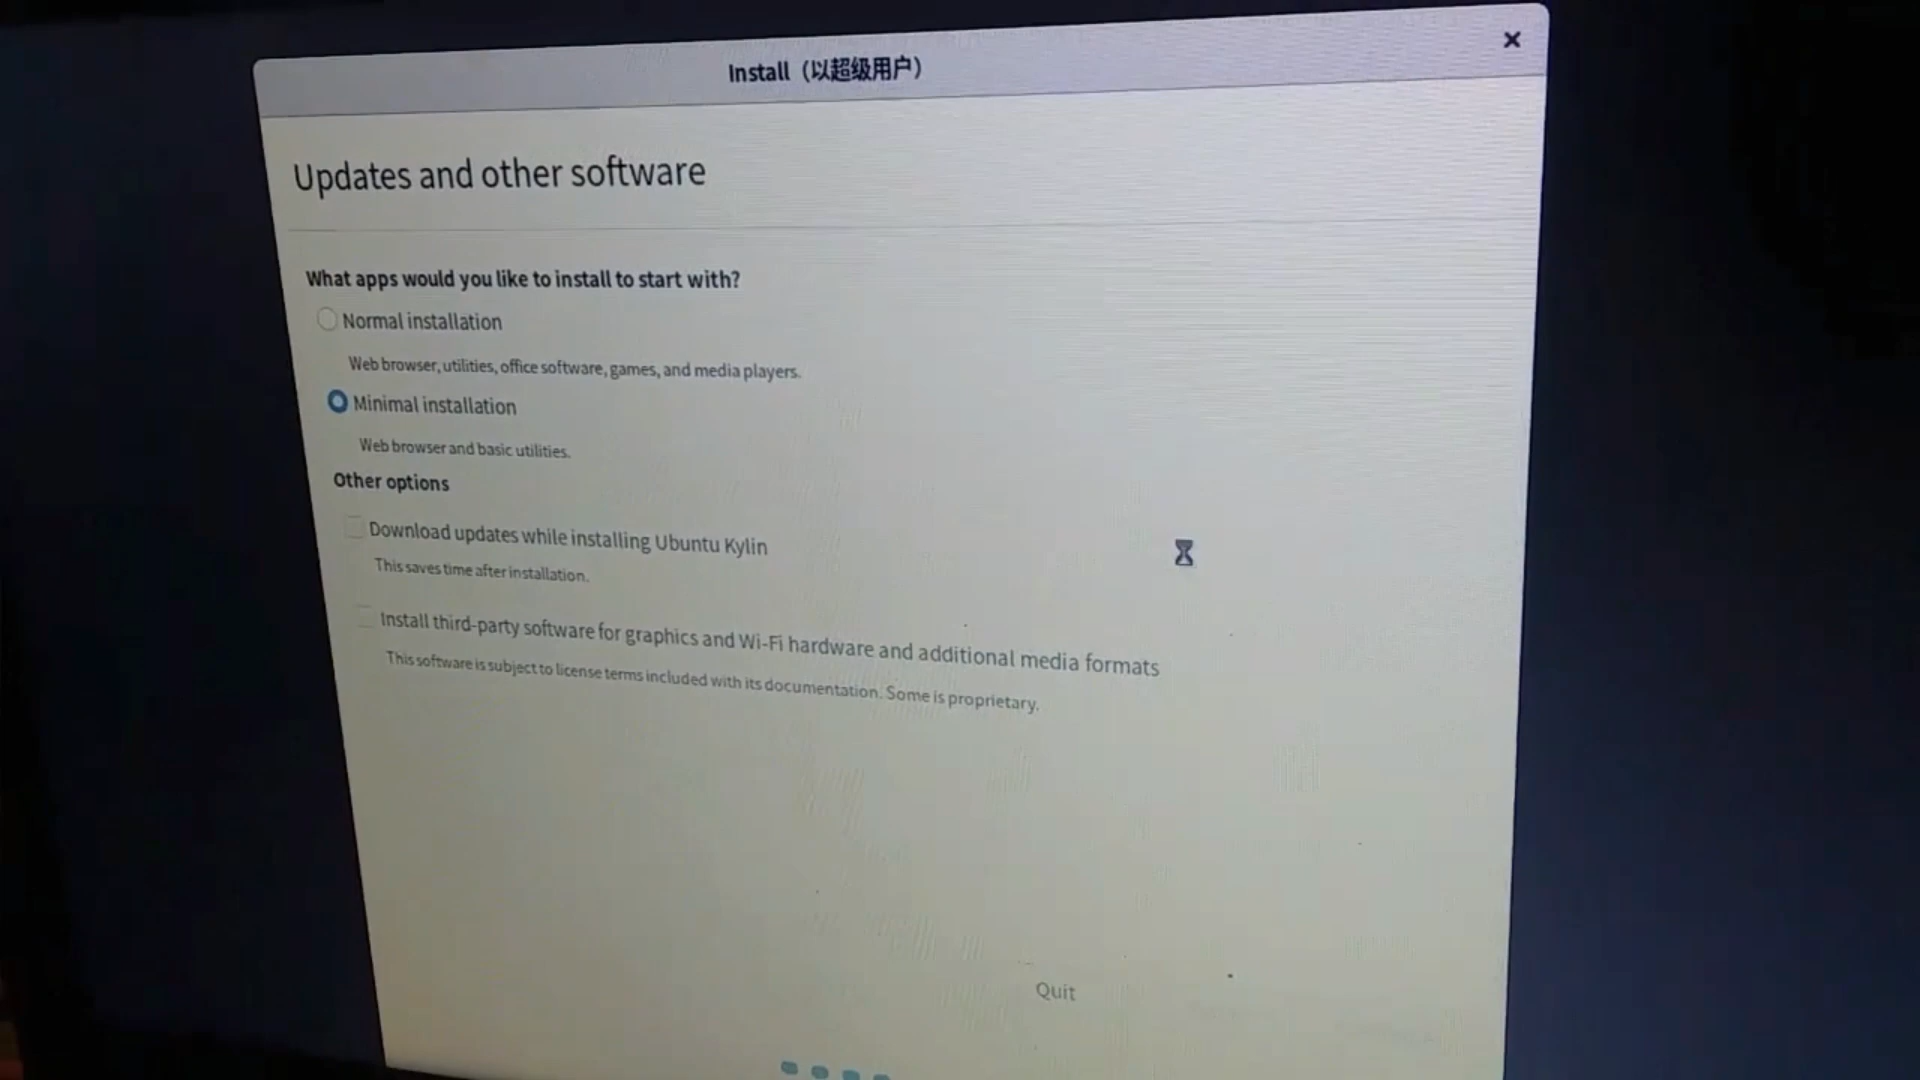 Install（以超级用户）
Updates and other software
What apps would you like to install to start with?
Normal installation
Web browser, utilities, office software, games, and media players.
Minimal installation
Web browser and basic utilities.
Other options
Download updates while installing Ubuntu Kylin
This saves time after installation.
Install third-party software for graphics and Wi-Fi hardware and additional media formats
This software is subject to license terms included with its documentation. Some is proprietary.
Quit